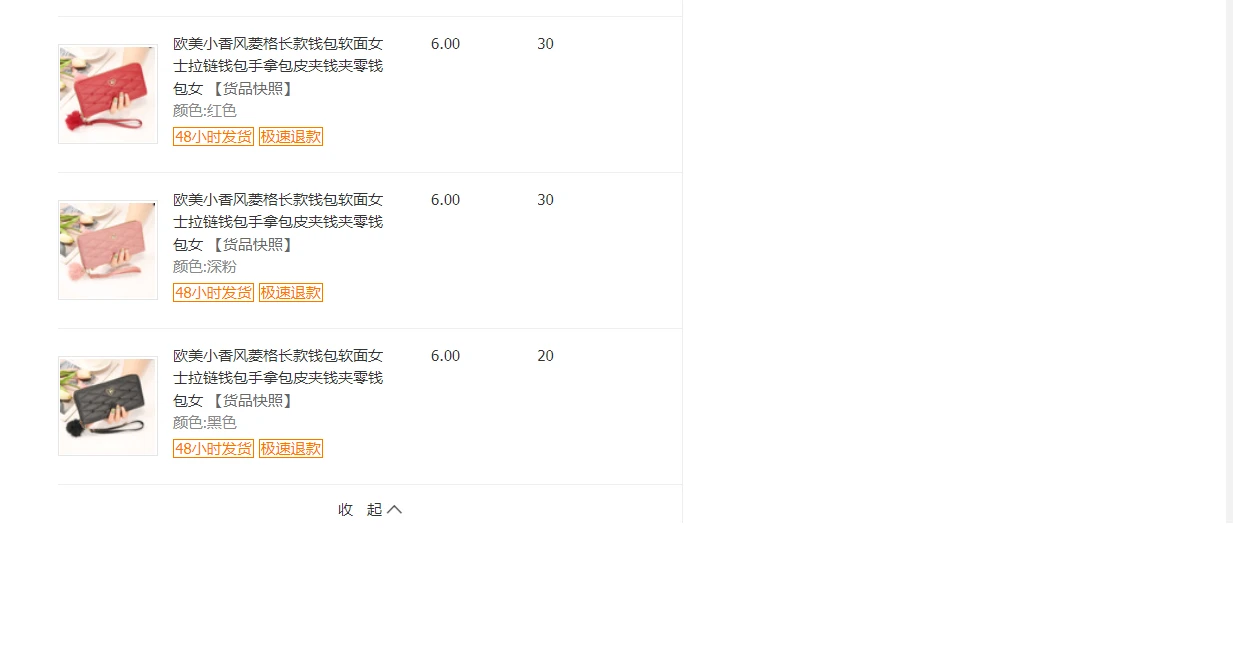 欧美小香风菱格长款钱包软面女 6.00 30
士拉链钱包手拿包皮夹钱夹零钱
包女 【货品快照】
颜色:红色
48小时发货 极速退款
欧美小香风菱格长款钱包软面女 6.00 30
士拉链钱包手拿包皮夹钱夹零钱
包女 【货品快照】
颜色:深粉
48小时发货 极速退款
欧美小香风菱格长款钱包软面女 6.00 20
士拉链钱包手拿包皮夹钱夹零钱
包女 【货品快照】
颜色:黑色
48小时发货 极速退款
收 起